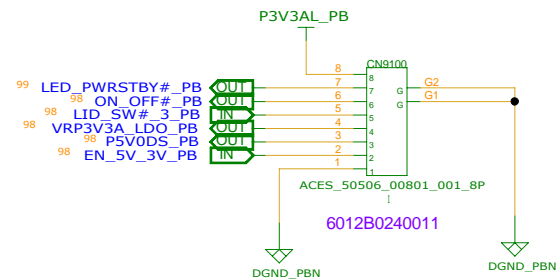 P3V3AL_PB
CN9100
99 LED_PWRSTBY#_PB OUT 7 7 G G2
98 ON_OFF#_PB OUT 6 6 G G1
98 LID_SW#_3_PB IN 5 5
98 VRP3V3A_LDO_PB OUT 4 4
98 P5V0DS_PB OUT 3 3
98 EN_5V_3V_PB IN 2 2
8 8
1 1
ACES_50506_00801_001_8P
I
6012B0240011
DGND_PBN
DGND_PBN